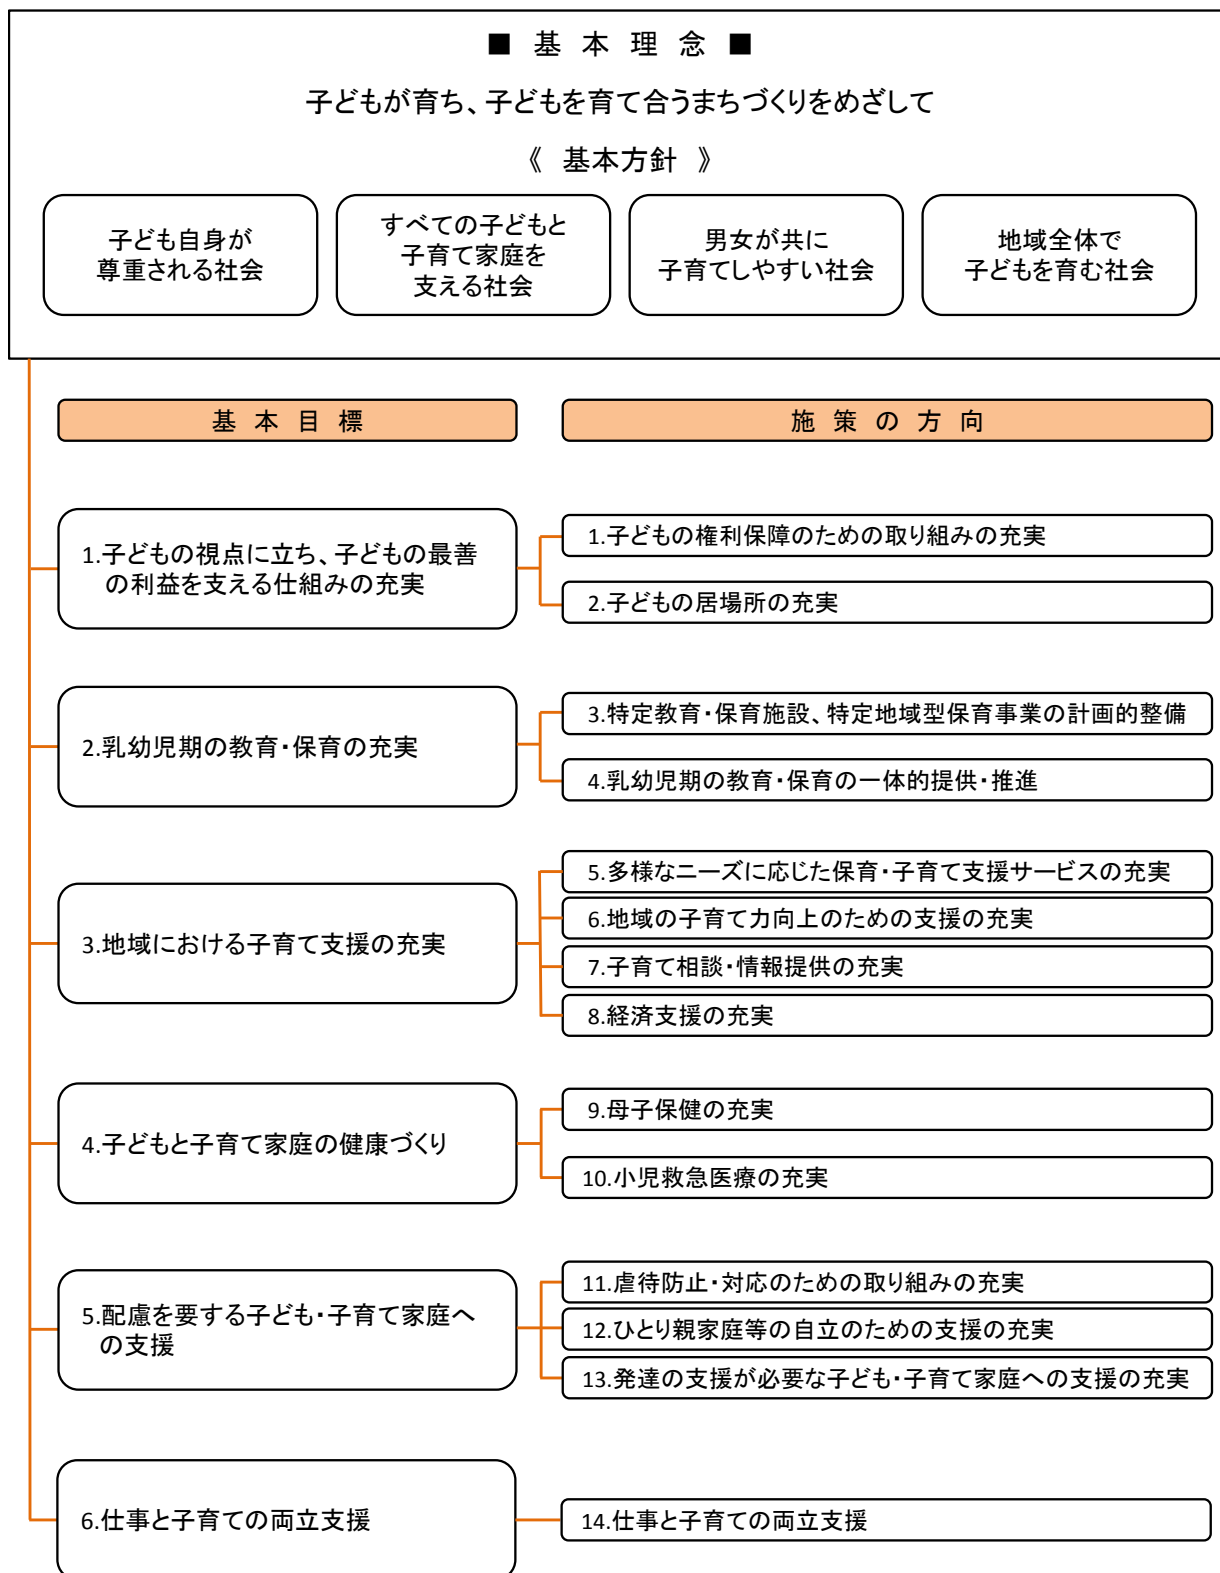 ■ 基 本 理 念 ■
子どもが育ち、子どもを育て合うまちづくりをめざして
《 基本方針 》
子ども自身が
尊重される社会
すべての子どもと
子育て家庭を
支える社会
男女が共に
子育てしやすい社会
地域全体で
子どもを育む社会
基 本 目 標
施 策 の 方 向
1.子どもの視点に立ち、子どもの最善
の利益を支える仕組みの充実
1.子どもの権利保障のための取り組みの充実
2.子どもの居場所の充実
2.乳幼児期の教育・保育の充実
3.特定教育・保育施設、特定地域型保育事業の計画的整備
4.乳幼児期の教育・保育の一体的提供・推進
3.地域における子育て支援の充実
5.多様なニーズに応じた保育・子育て支援サービスの充実
6.地域の子育て力向上のための支援の充実
7.子育て相談・情報提供の充実
8.経済支援の充実
4.子どもと子育て家庭の健康づくり
9.母子保健の充実
10.小児救急医療の充実
5.配慮を要する子ども・子育て家庭へ
の支援
11.虐待防止・対応のための取り組みの充実
12.ひとり親家庭等の自立のための支援の充実
13.発達の支援が必要な子ども・子育て家庭への支援の充実
6.仕事と子育ての両立支援
14.仕事と子育ての両立支援